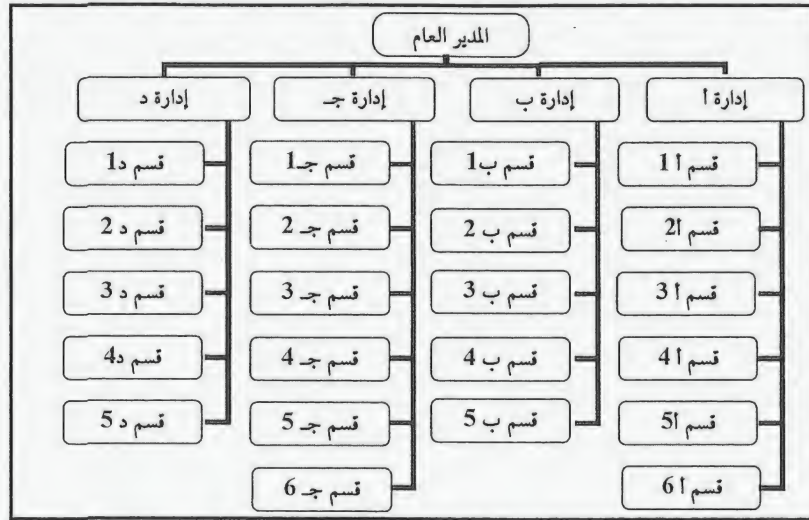 المدير العام
إدارة أ
إدارة ب
إدارة جـ
إدارة د
قسم أ 1
قسم ب1
قسم جـ1
قسم د1
قسم أ2
قسم ب 2
قسم جـ 2
قسم د 2
قسم أ 3
قسم ب 3
قسم جـ 3
قسم د 3
قسم أ 4
قسم ب 4
قسم جـ 4
قسم د4
قسم أ5
قسم ب 5
قسم جـ 5
قسم د 5
قسم أ 6
قسم جـ 6